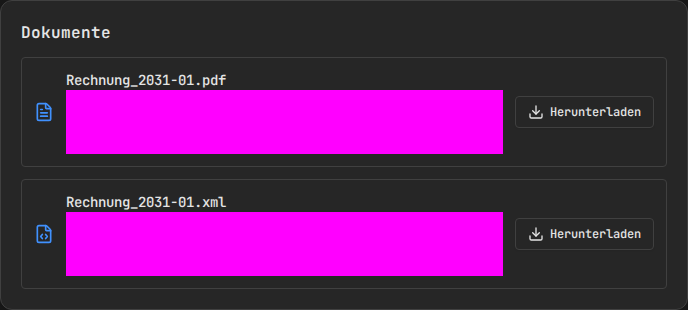 Dokumente
Rechnung_2031-01.pdf
Herunterladen
Rechnung_2031-01.xml
Herunterladen